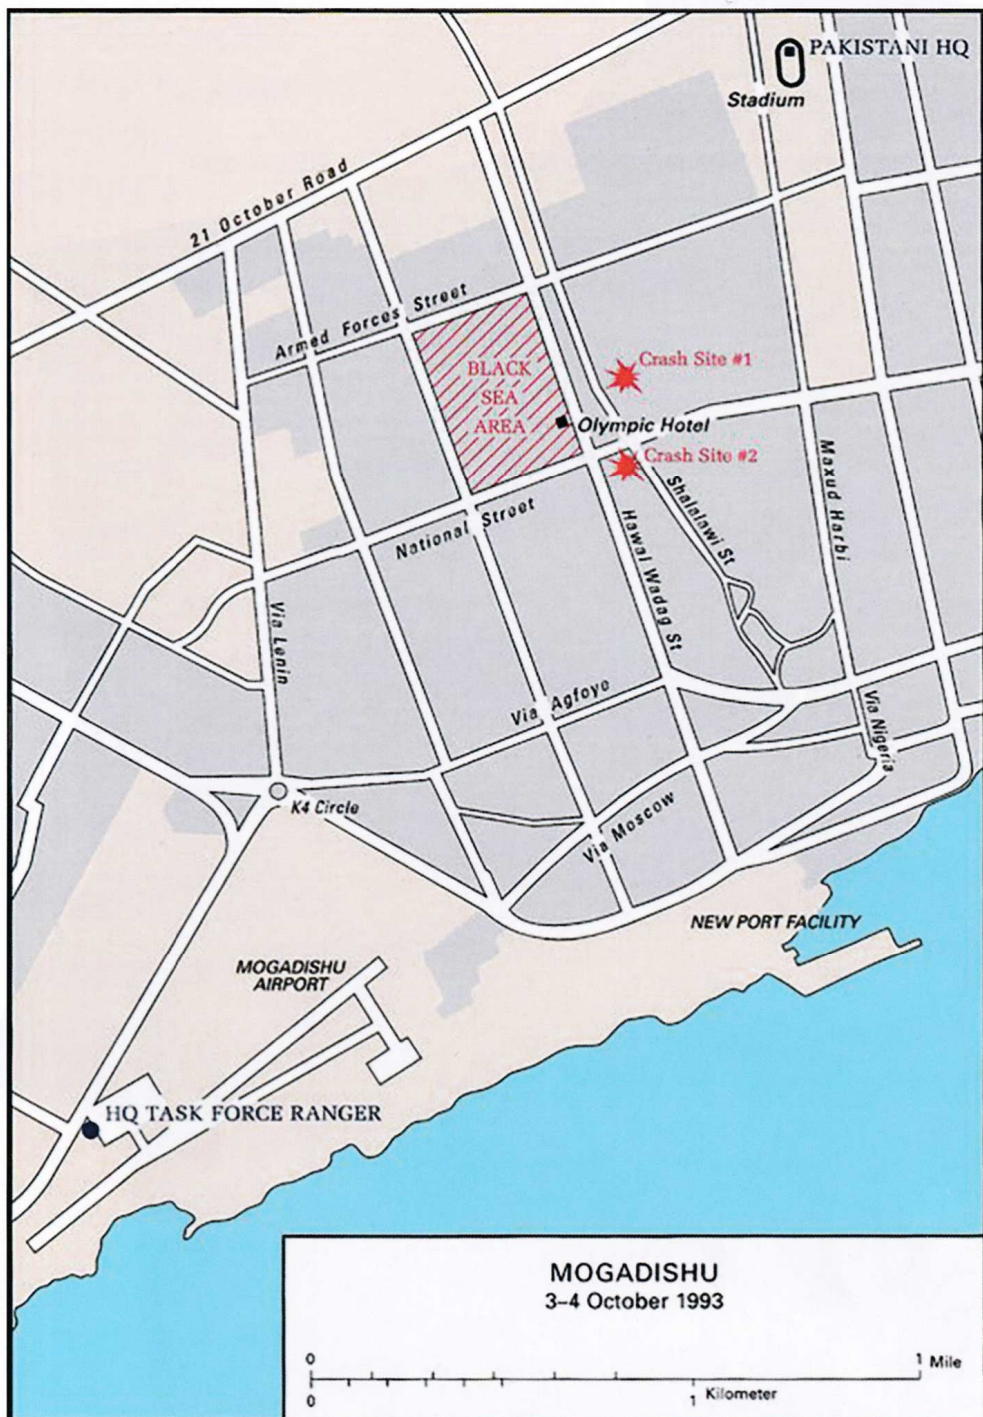 PAKISTANI HQ
Stadium
21 October Road
Armed Forces Street
BLACK
SEA
AREA
Crash Site #1
Olympic Hotel
Crash Site #2
National Street
Shalalawi St
Maxud Harbi
Hawal Wadag St
Via Lenin
Via Agfoye
Via Nigeria
K4 Circle
Via Moscow
NEW PORT FACILITY
MOGADISHU
AIRPORT
HQ TASK FORCE RANGER
MOGADISHU
3–4 October 1993
0
1 Mile
0
1 Kilometer